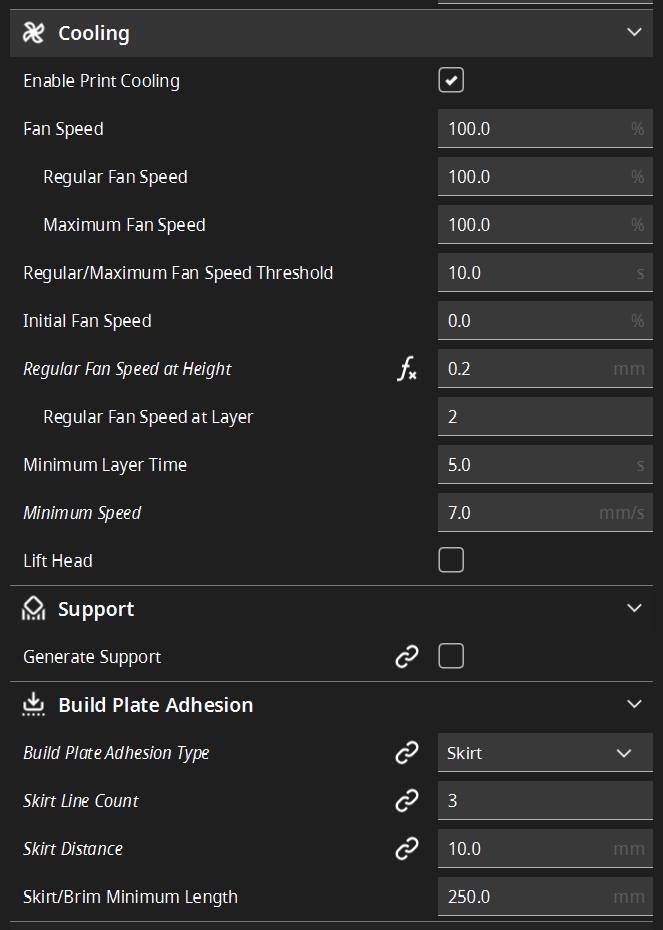 Cooling
Enable Print Cooling
Fan Speed 100.0 %
Regular Fan Speed 100.0 %
Maximum Fan Speed 100.0 %
Regular/Maximum Fan Speed Threshold 10.0 s
Initial Fan Speed 0.0 %
Regular Fan Speed at Height fx 0.2 mm
Regular Fan Speed at Layer 2
Minimum Layer Time 5.0 s
Minimum Speed 7.0 mm/s
Lift Head
Support
Generate Support
Build Plate Adhesion
Build Plate Adhesion Type Skirt
Skirt Line Count 3
Skirt Distance 10.0 mm
Skirt/Brim Minimum Length 250.0 mm